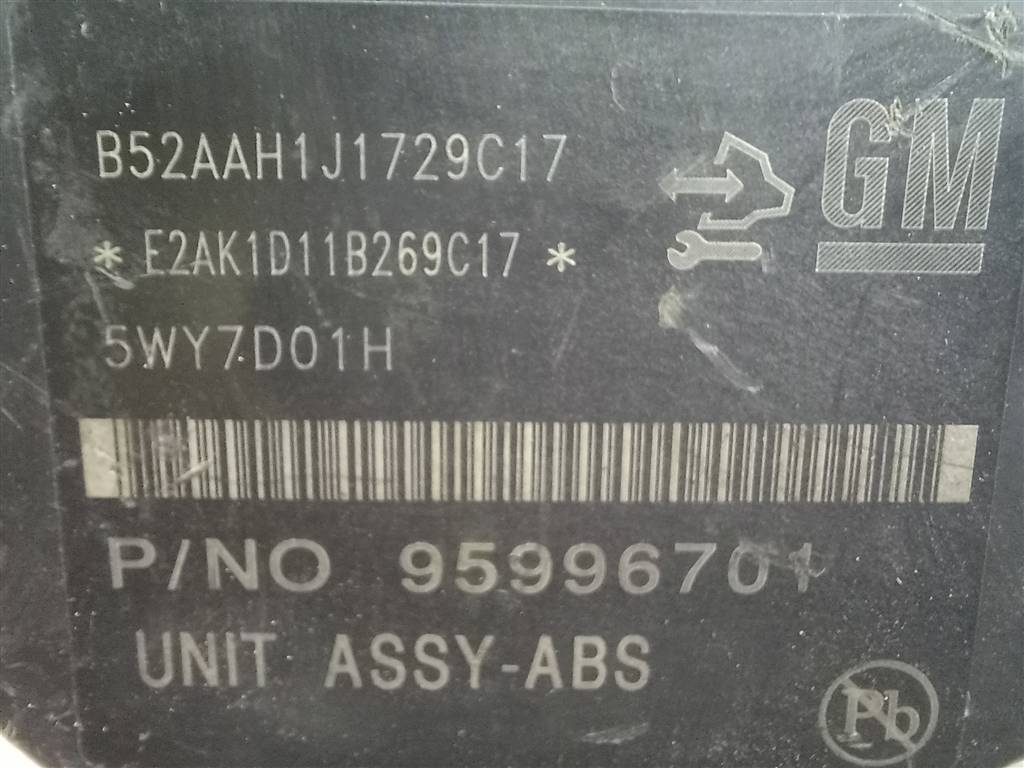 B52AAH1J1729C17
GM
* E2AK1D11B269C17 *
5WY7D01H
P/NO 95996701
UNIT ASSY-ABS
Pb